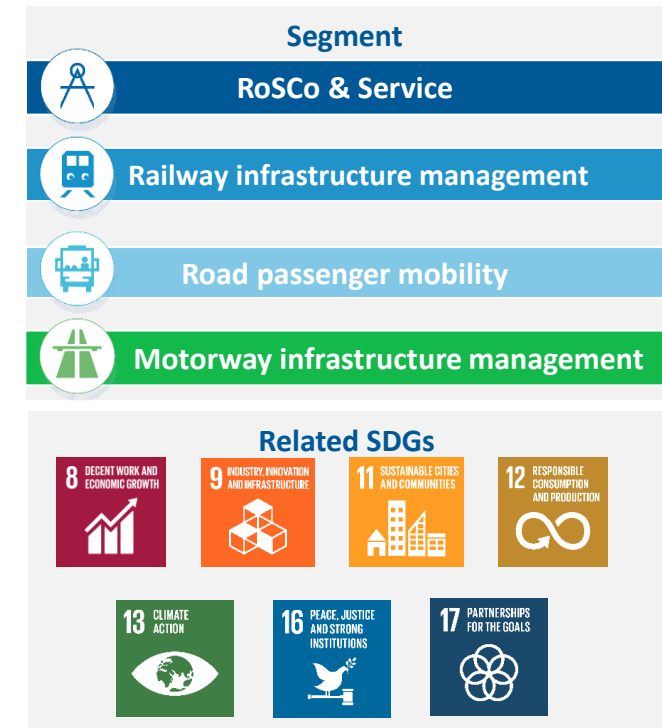 Segment
RoSCo & Service
Railway infrastructure management
Road passenger mobility
Motorway infrastructure management
Related SDGs
8 DECENT WORK AND
ECONOMIC GROWTH
9 INDUSTRY, INNOVATION
AND INFRASTRUCTURE
11 SUSTAINABLE CITIES
AND COMMUNITIES
12 RESPONSIBLE
CONSUMPTION
AND PRODUCTION
13 CLIMATE
ACTION
16 PEACE, JUSTICE
AND STRONG
INSTITUTIONS
17 PARTNERSHIPS
FOR THE GOALS